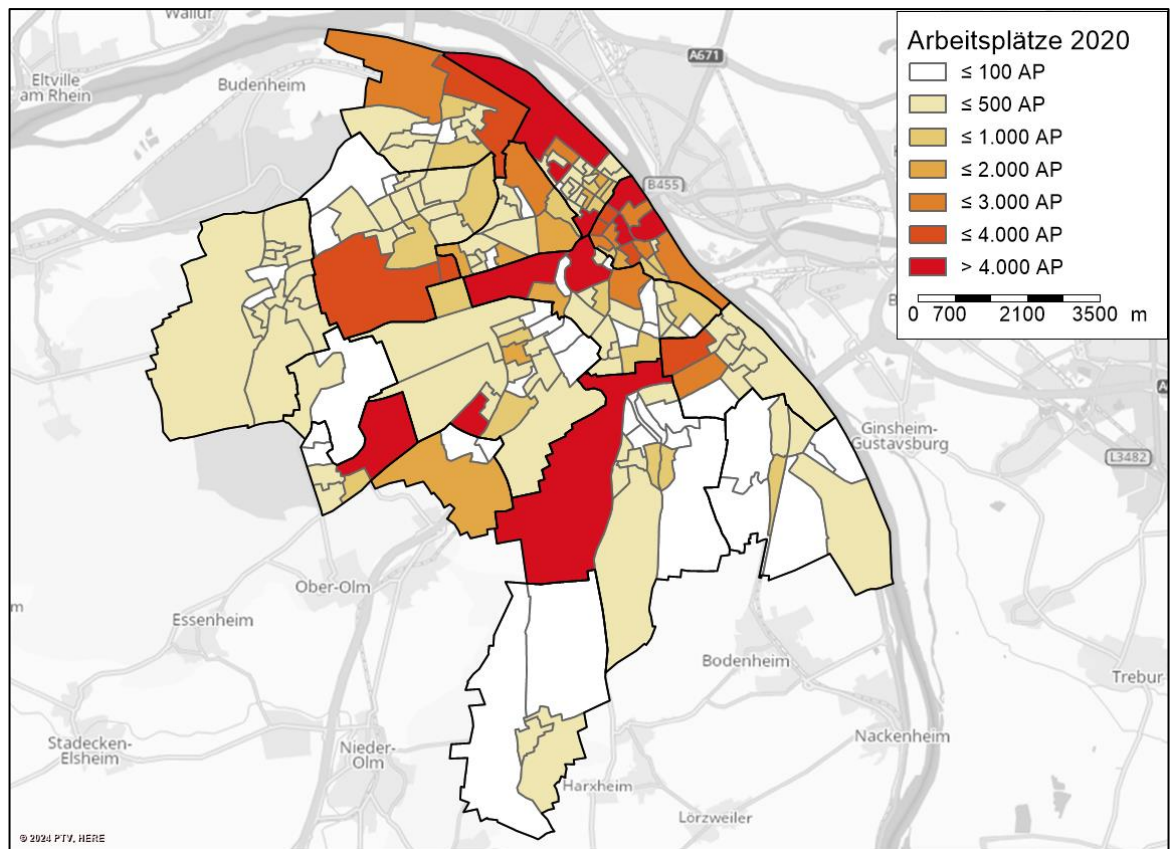 Walluf
Eltville
am Rhein
Budenheim
A671
B455
Arbeitsplätze 2020
≤ 100 AP
≤ 500 AP
≤ 1.000 AP
≤ 2.000 AP
≤ 3.000 AP
≤ 4.000 AP
> 4.000 AP
0 700 2100 3500 m
Ginsheim-
Gustavsburg
L3482
Ober-Olm
Essenheim
Bodenheim
Trebur
Stadecken-
Elsheim
Nieder-
Olm
Nackenheim
Harxheim
Lörzweiler
© 2024 PTV, HERE